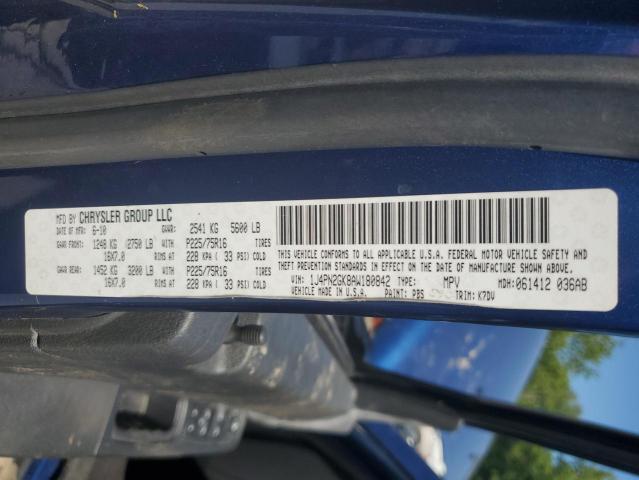 MFD BY CHRYSLER GROUP LLC
DATE OF MFR: 6-10 GVWR: 2541 KG 5600 LB
GAWR FRONT: 1248 KG (2750 LB) WITH P225/75R16 TIRES
16X7.0 RIMS AT 228 KPA ( 33 PSI) COLD
GAWR REAR: 1452 KG 3200 LB) WITH P225/75R16 TIRES
16X7.0 RIMS AT 228 KPA ( 33 PSI) COLD
THIS VEHICLE CONFORMS TO ALL APPLICABLE U.S.A. FEDERAL MOTOR VEHICLE SAFETY AND
THEFT PREVENTION STANDARDS IN EFFECT ON THE DATE OF MANUFACTURE SHOWN ABOVE.
VIN: 1J4PN2GK8AW180842 TYPE: MPV MDH: 061412 036AB
VEHICLE MADE IN U.S.A. PAINT: PB5 TRIM: K7DV